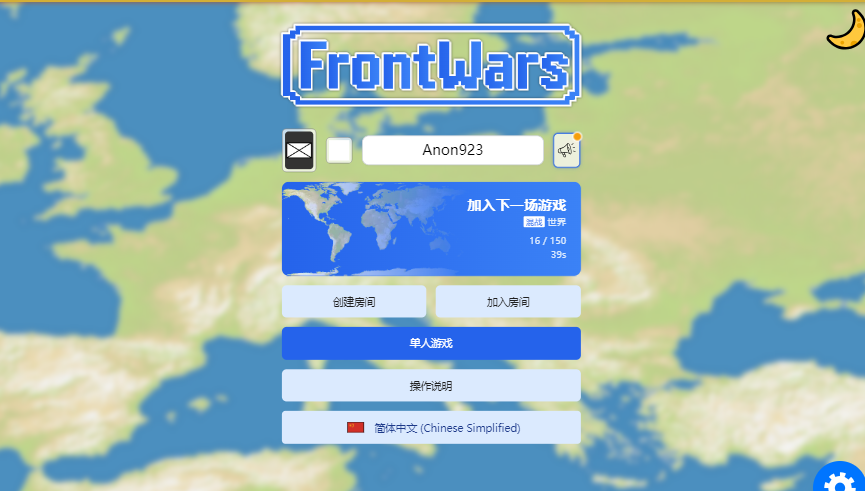 FrontWars
Anon923
加入下一场游戏
混战 世界
16 / 150
39s
创建房间
加入房间
单人游戏
操作说明
简体中文 (Chinese Simplified)